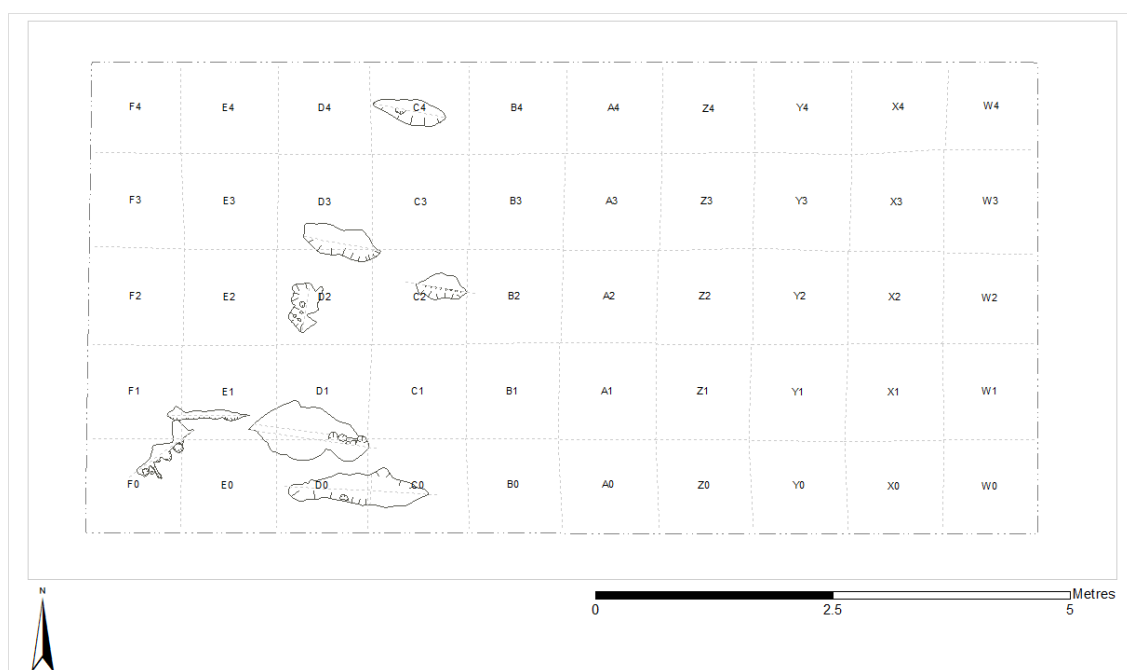 F4 E4 D4 C4 B4 A4 Z4 Y4 X4 W4
F3 E3 D3 C3 B3 A3 Z3 Y3 X3 W3
F2 E2 D2 C2 B2 A2 Z2 Y2 X2 W2
F1 E1 D1 C1 B1 A1 Z1 Y1 X1 W1
F0 E0 D0 C0 B0 A0 Z0 Y0 X0 W0
N
Metres
0 2.5 5